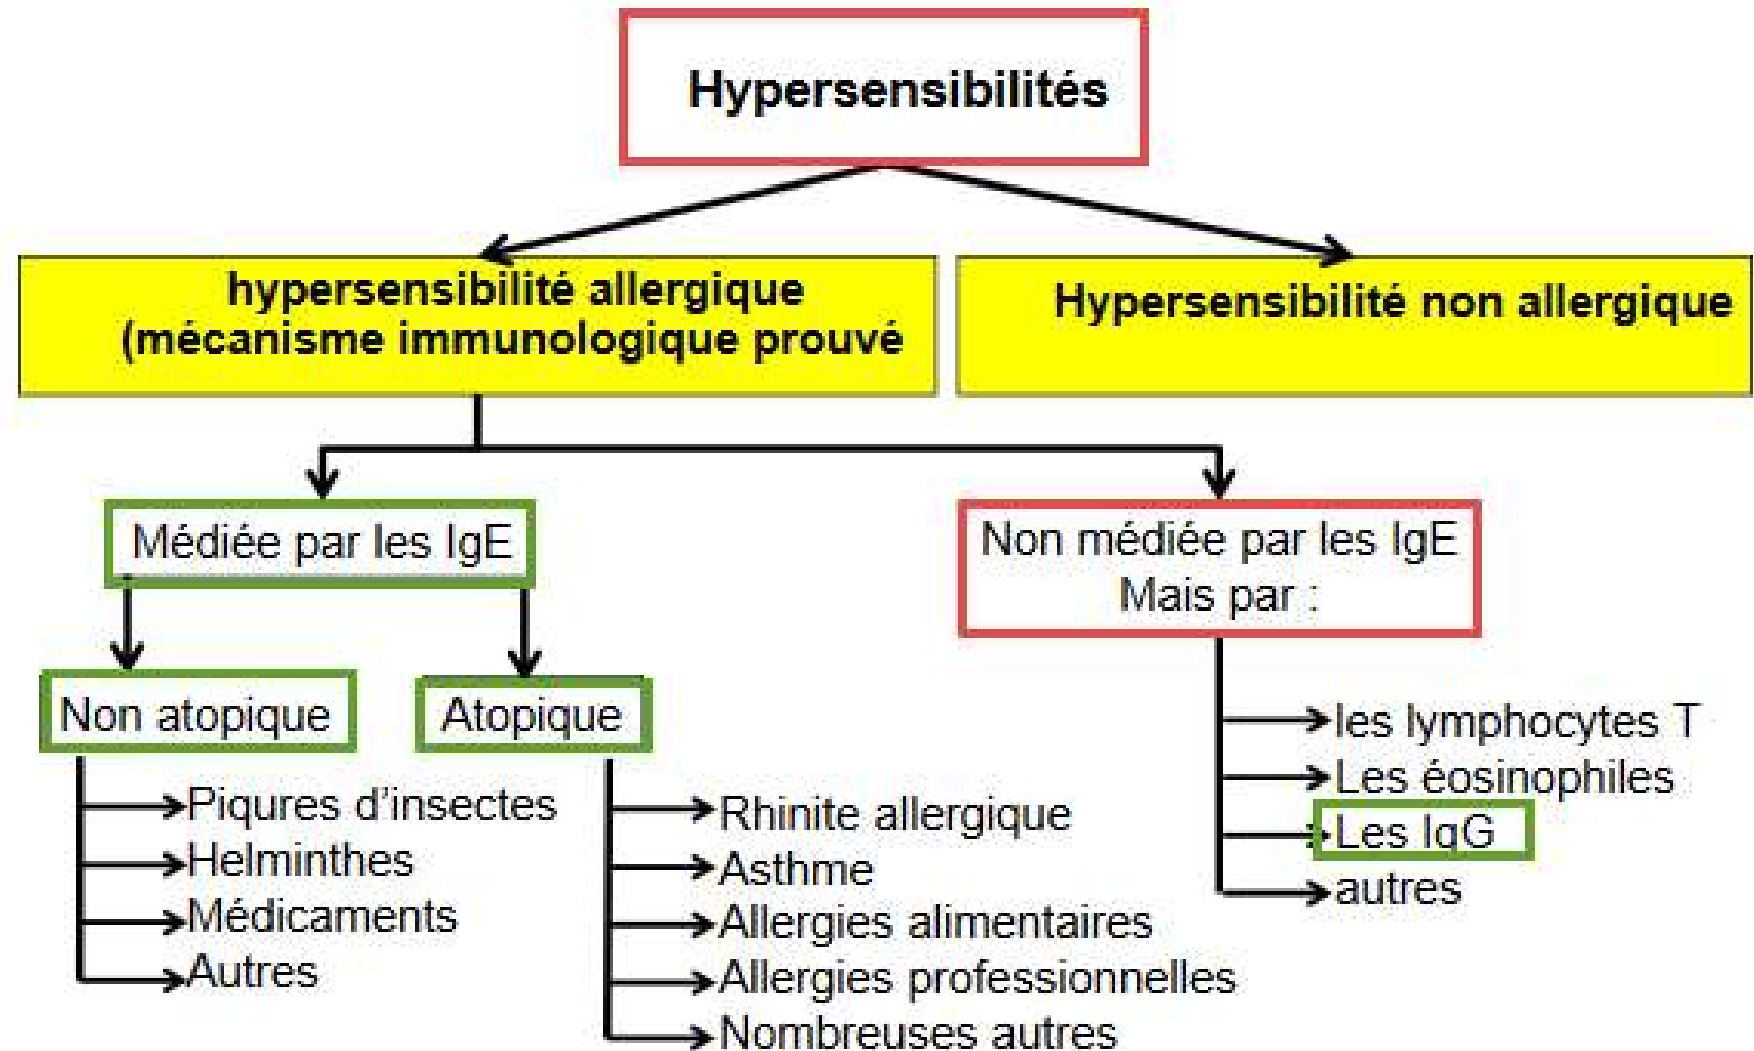 Hypersensibilités
hypersensibilité allergique
(mécanisme immunologique prouvé
Hypersensibilité non allergique
Médiée par les IgE
Non médiée par les IgE
Mais par :
Non atopique
Atopique
Piqures d'insectes
Helminthes
Médicaments
Autres
Rhinite allergique
Asthme
Allergies alimentaires
Allergies professionnelles
Nombreuses autres
les lymphocytes T
Les éosinophiles
Les IgG
autres